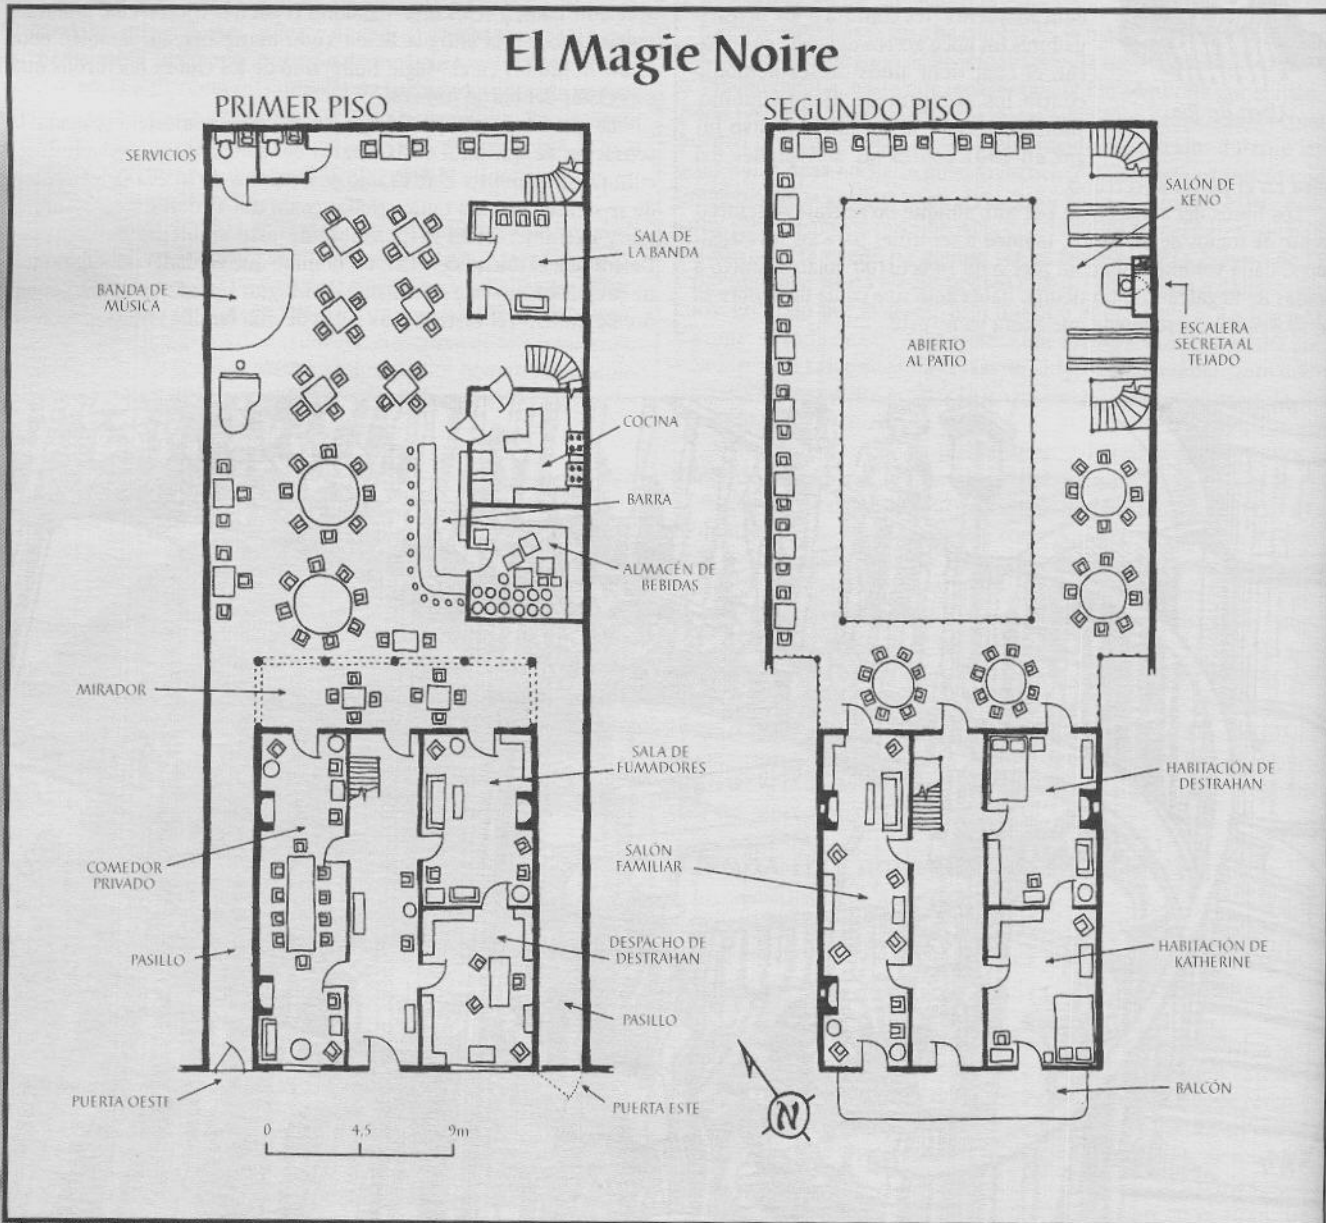 El Magie Noire
PRIMER PISO
SERVICIOS
BANDA DE
MÚSICA
SALA DE
LA BANDA
COCINA
BARRA
ALMACÉN DE
BEBIDAS
MIRADOR
SALA DE
FUMADORES
COMEDOR
PRIVADO
DESPACHO DE
DESTRAHAN
PASILLO
PASILLO
PUERTA OESTE
PUERTA ESTE
0 4,5 9m
SEGUNDO PISO
SALÓN DE
KENO
ESCALERA
SECRETA AL
TEJADO
ABIERTO
AL PATIO
HABITACIÓN DE
DESTRAHAN
SALÓN
FAMILIAR
HABITACIÓN DE
KATHERINE
BALCÓN
N